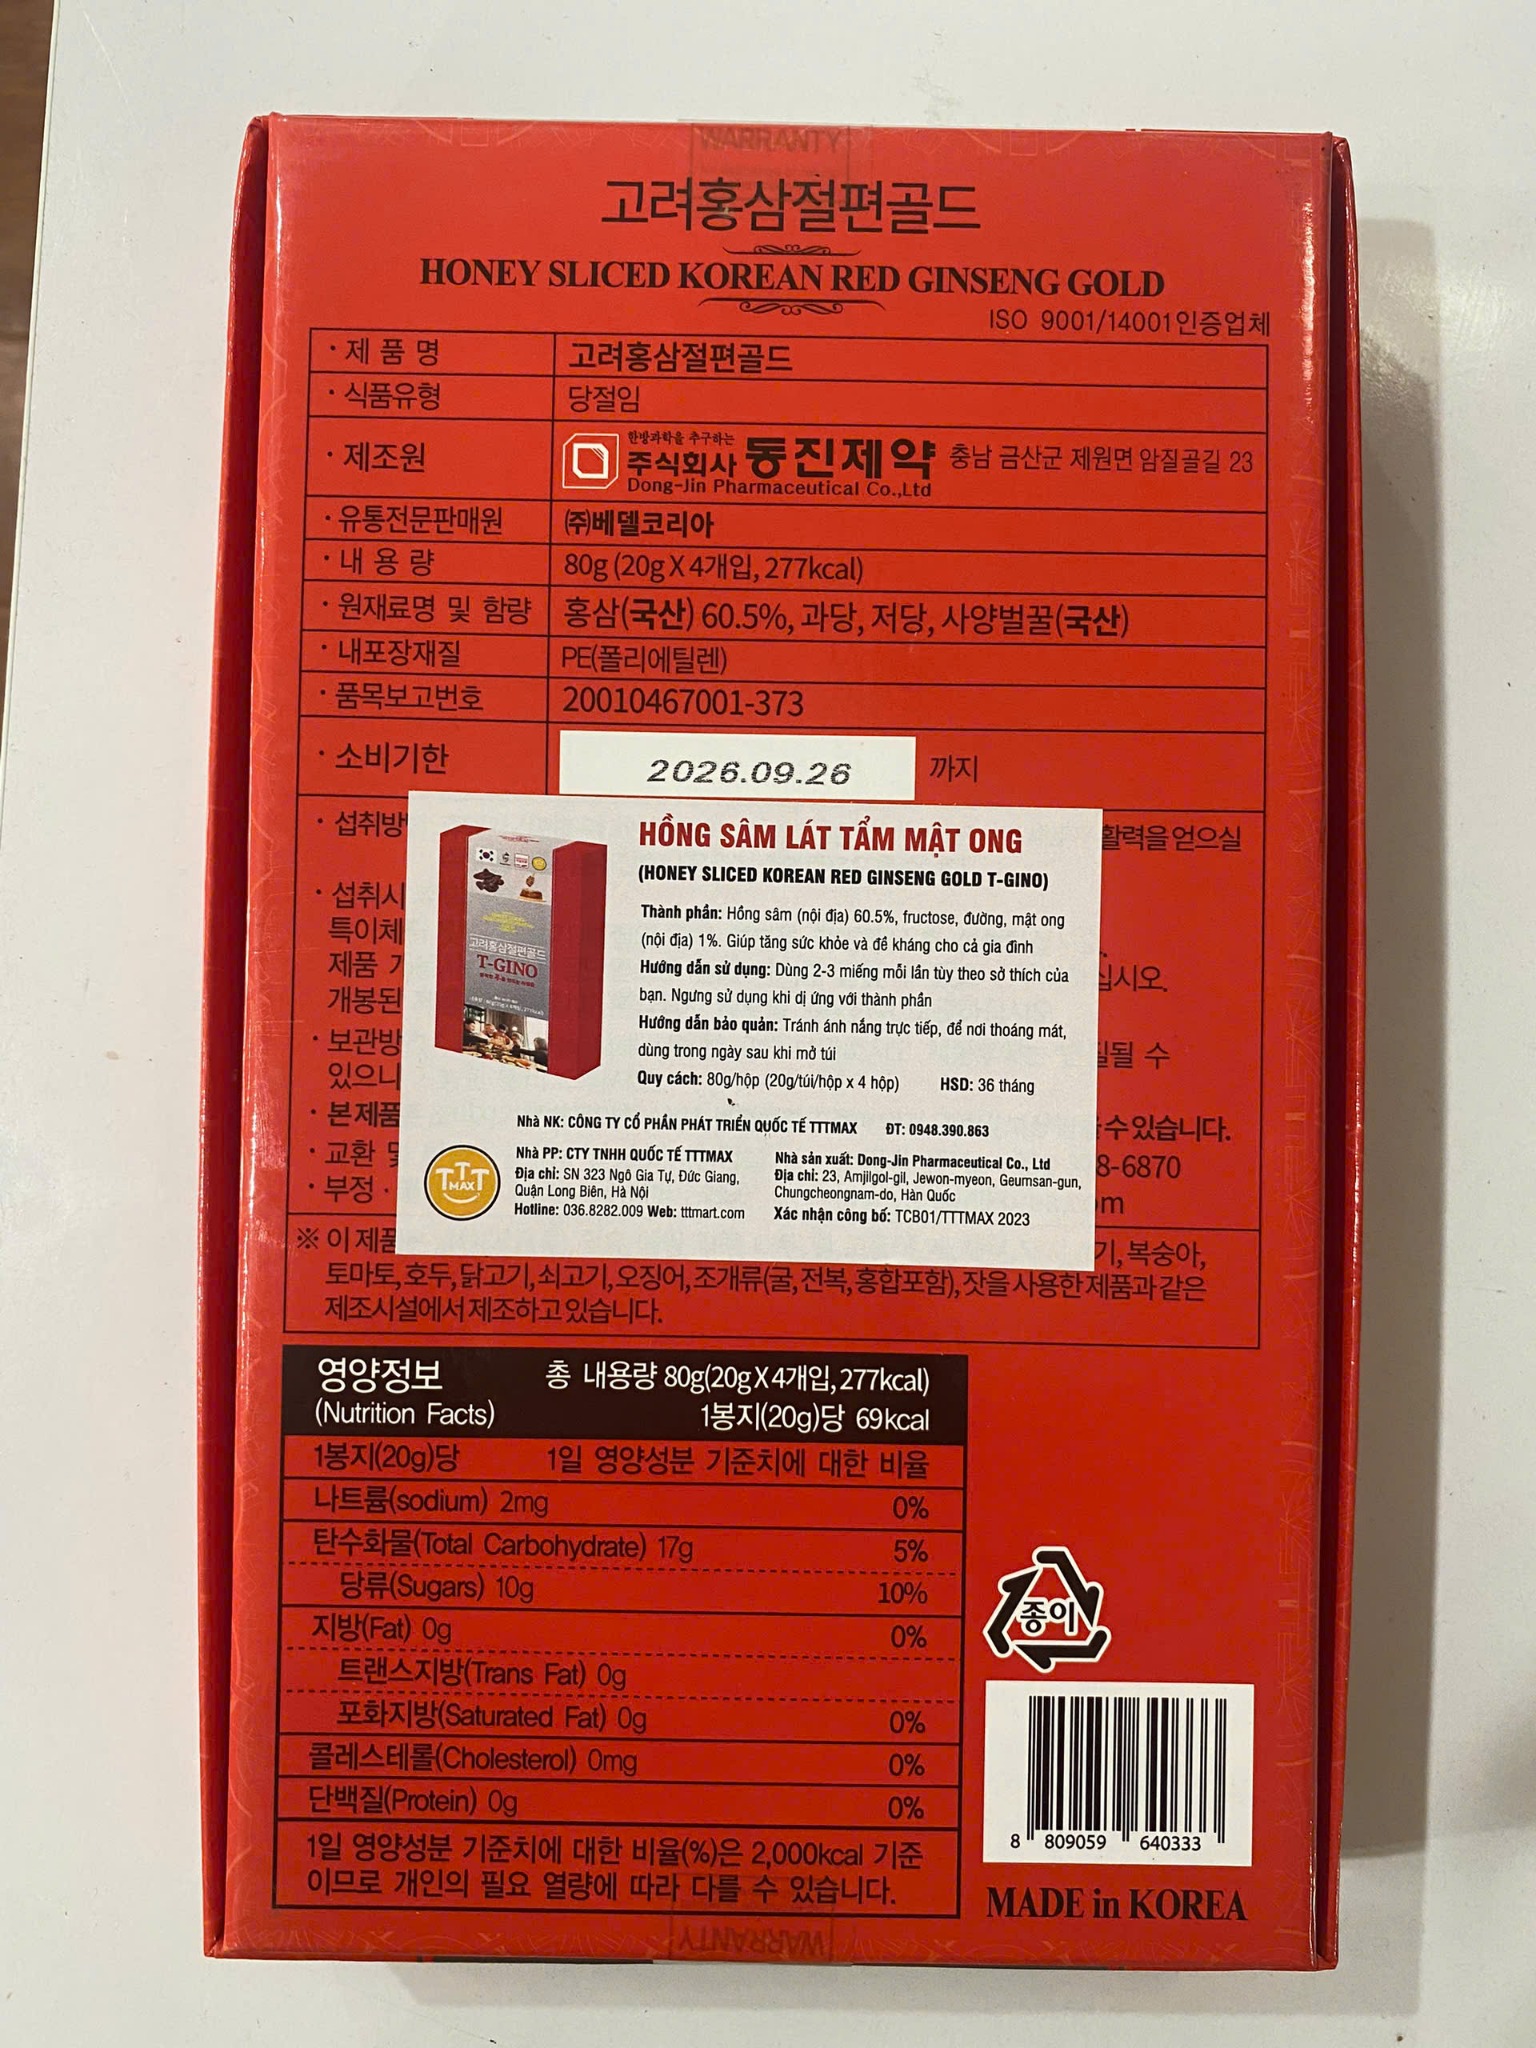 WARRANTY
고려홍삼절편골드
HONEY SLICED KOREAN RED GINSENG GOLD
ISO 9001/14001인증업체
· 제 품 명 고려홍삼절편골드
· 식품유형 당절임
· 제조원 한방과학을 추구하는 주식회사 동진제약 충남 금산군 제원면 암질골길 23
Dong-Jin Pharmaceutical Co.,Ltd
· 유통전문판매원 ㈜베델코리아
· 내 용 량 80g (20g X 4개입, 277kcal)
· 원재료명 및 함량 홍삼(국산) 60.5%, 과당, 저당, 사양벌꿀(국산)
· 내포장재질 PE(폴리에틸렌)
· 품목보고번호 20010467001-373
· 소비기한 2026.09.26 까지
· 섭취방 활력을 얻으실
· 섭취시
특이체
제품 십시오.
개봉된
· 보관방 질될 수
있으니
· 본제품 수 있습니다.
· 교환 8-6870
· 부정 · om
HỒNG SÂM LÁT TẨM MẬT ONG
(HONEY SLICED KOREAN RED GINSENG GOLD T-GINO)
Thành phần: Hồng sâm (nội địa) 60.5%, fructose, đường, mật ong
(nội địa) 1%. Giúp tăng sức khỏe và đề kháng cho cả gia đình
Hướng dẫn sử dụng: Dùng 2-3 miếng mỗi lần tùy theo sở thích của
bạn. Ngưng sử dụng khi dị ứng với thành phần
Hướng dẫn bảo quản: Tránh ánh nắng trực tiếp, để nơi thoáng mát,
dùng trong ngày sau khi mở túi
Quy cách: 80g/hộp (20g/túi/hộp x 4 hộp) HSD: 36 tháng
고려홍삼절편골드
T-GINO
Nhà NK: CÔNG TY CỔ PHẦN PHÁT TRIỂN QUỐC TẾ TTTMAX ĐT: 0948.390.863
TTT
MAX
Nhà PP: CTY TNHH QUỐC TẾ TTTMAX
Địa chỉ: SN 323 Ngô Gia Tự, Đức Giang,
Quận Long Biên, Hà Nội
Hotline: 036.8282.009 Web: tttmart.com
Nhà sản xuất: Dong-Jin Pharmaceutical Co., Ltd
Địa chỉ: 23, Amjilgol-gil, Jewon-myeon, Geumsan-gun,
Chungcheongnam-do, Hàn Quốc
Xác nhận công bố: TCB01/TTTMAX 2023
※ 이 제품 기, 복숭아,
토마토, 호두, 닭고기, 쇠고기, 오징어, 조개류(굴, 전복, 홍합포함), 잣을 사용한 제품과 같은
제조시설에서 제조하고 있습니다.
영양정보 총 내용량 80g(20g X 4개입, 277kcal)
(Nutrition Facts) 1봉지(20g)당 69kcal
1봉지(20g)당 1일 영양성분 기준치에 대한 비율
나트륨(sodium) 2mg 0%
탄수화물(Total Carbohydrate) 17g 5%
당류(Sugars) 10g 10%
지방(Fat) 0g 0%
트랜스지방(Trans Fat) 0g
포화지방(Saturated Fat) 0g 0%
콜레스테롤(Cholesterol) 0mg 0%
단백질(Protein) 0g 0%
1일 영양성분 기준치에 대한 비율(%)은 2,000kcal 기준
이므로 개인의 필요 열량에 따라 다를 수 있습니다.
종이
8 809059 640333
MADE in KOREA
WARRANTY